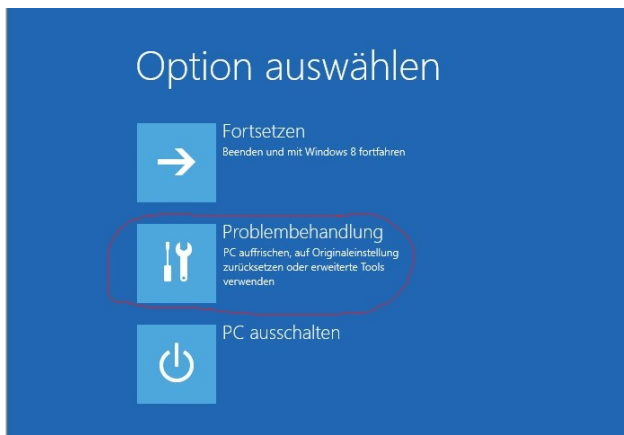 Option auswählen
Fortsetzen
Beenden und mit Windows 8 fortfahren
Problembehandlung
PC auffrischen, auf Originaleinstellung
zurücksetzen oder erweiterte Tools
verwenden
PC ausschalten